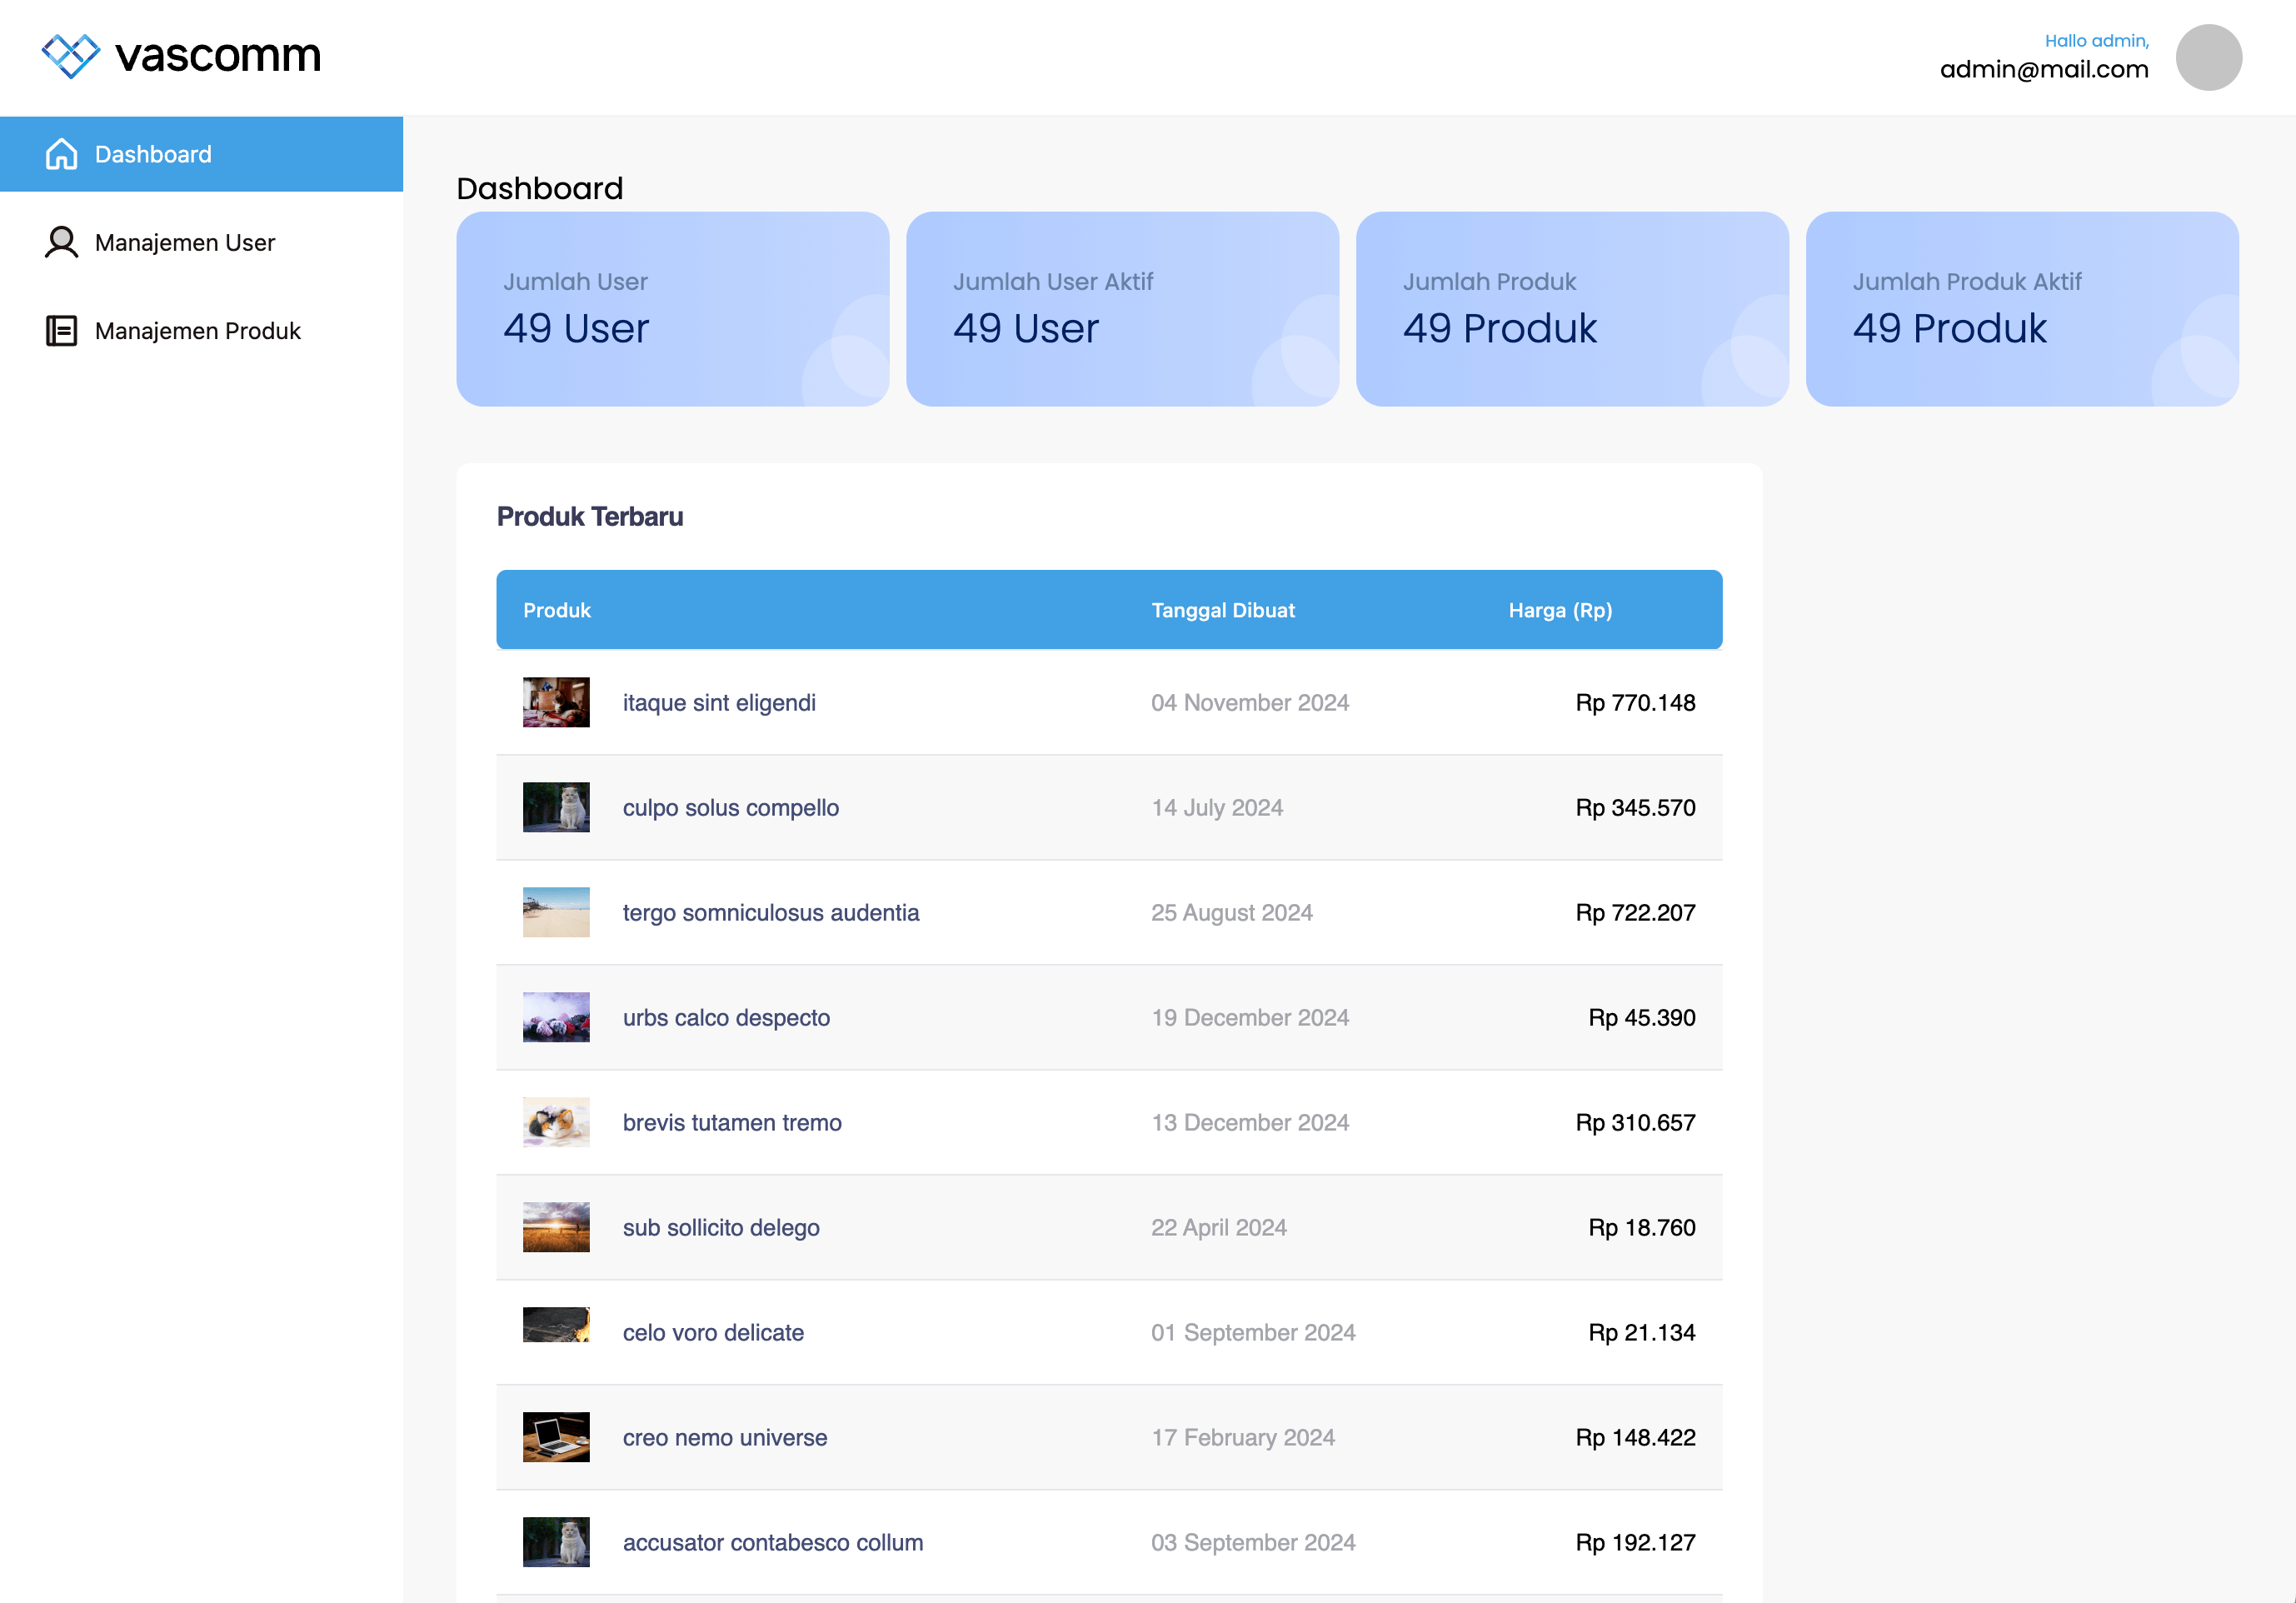 vascomm
Hallo admin,
admin@mail.com
Dashboard
Manajemen User
Manajemen Produk
Dashboard
Jumlah User
49 User
Jumlah User Aktif
49 User
Jumlah Produk
49 Produk
Jumlah Produk Aktif
49 Produk
Produk Terbaru
Produk Tanggal Dibuat Harga (Rp)
itaque sint eligendi 04 November 2024 Rp 770.148
culpo solus compello 14 July 2024 Rp 345.570
tergo somniculosus audentia 25 August 2024 Rp 722.207
urbs calco despecto 19 December 2024 Rp 45.390
brevis tutamen tremo 13 December 2024 Rp 310.657
sub sollicito delego 22 April 2024 Rp 18.760
celo voro delicate 01 September 2024 Rp 21.134
creo nemo universe 17 February 2024 Rp 148.422
accusator contabesco collum 03 September 2024 Rp 192.127